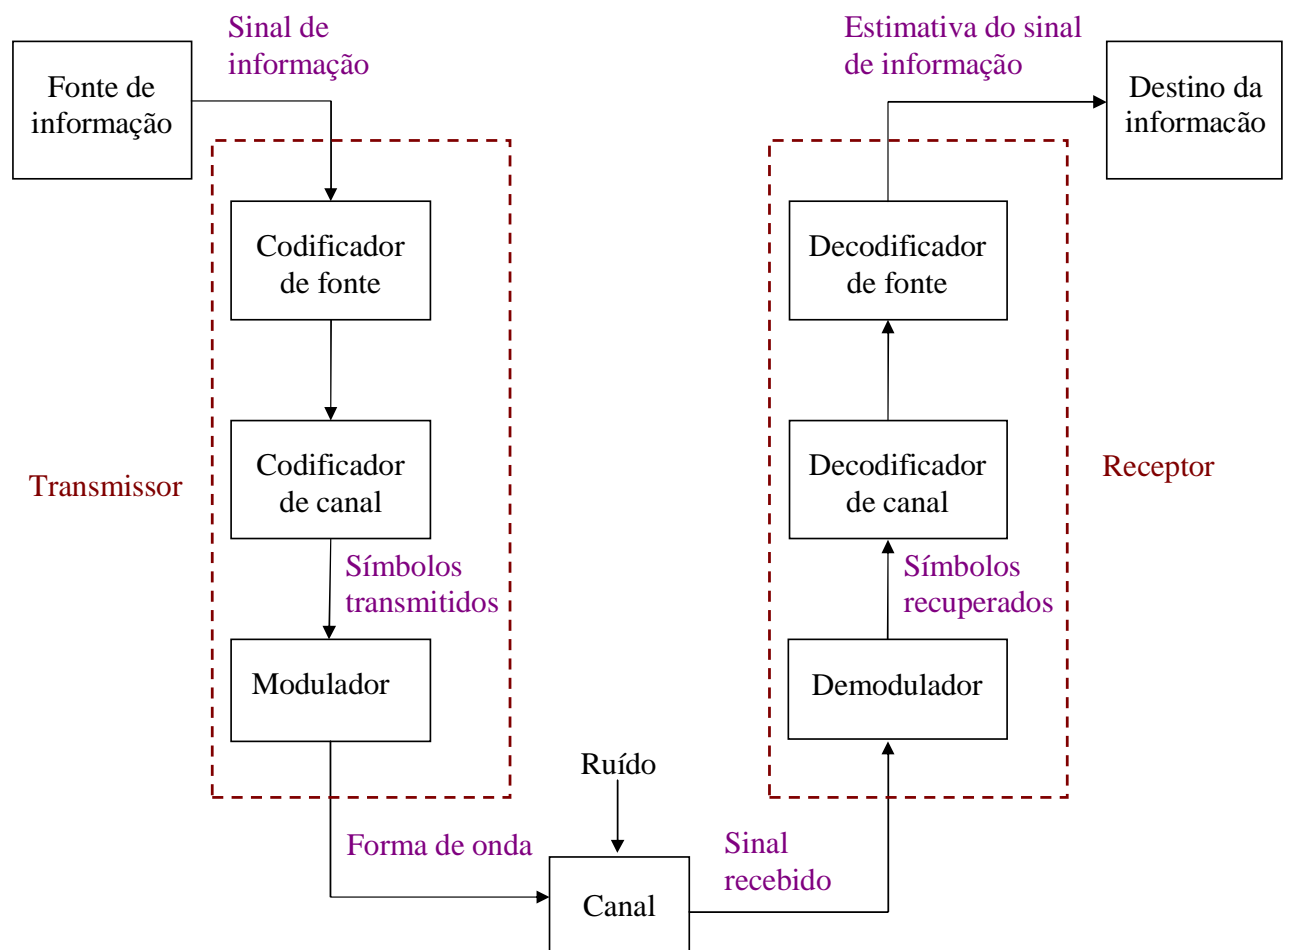 Sinal de
informação
Fonte de
informação
Codificador
de fonte
Codificador
de canal
Transmissor
Símbolos
transmitidos
Modulador
Forma de onda
Ruído
Canal
Sinal
recebido
Demodulador
Símbolos
recuperados
Decodificador
de canal
Receptor
Decodificador
de fonte
Estimativa do sinal
de informação
Destino da
informacão